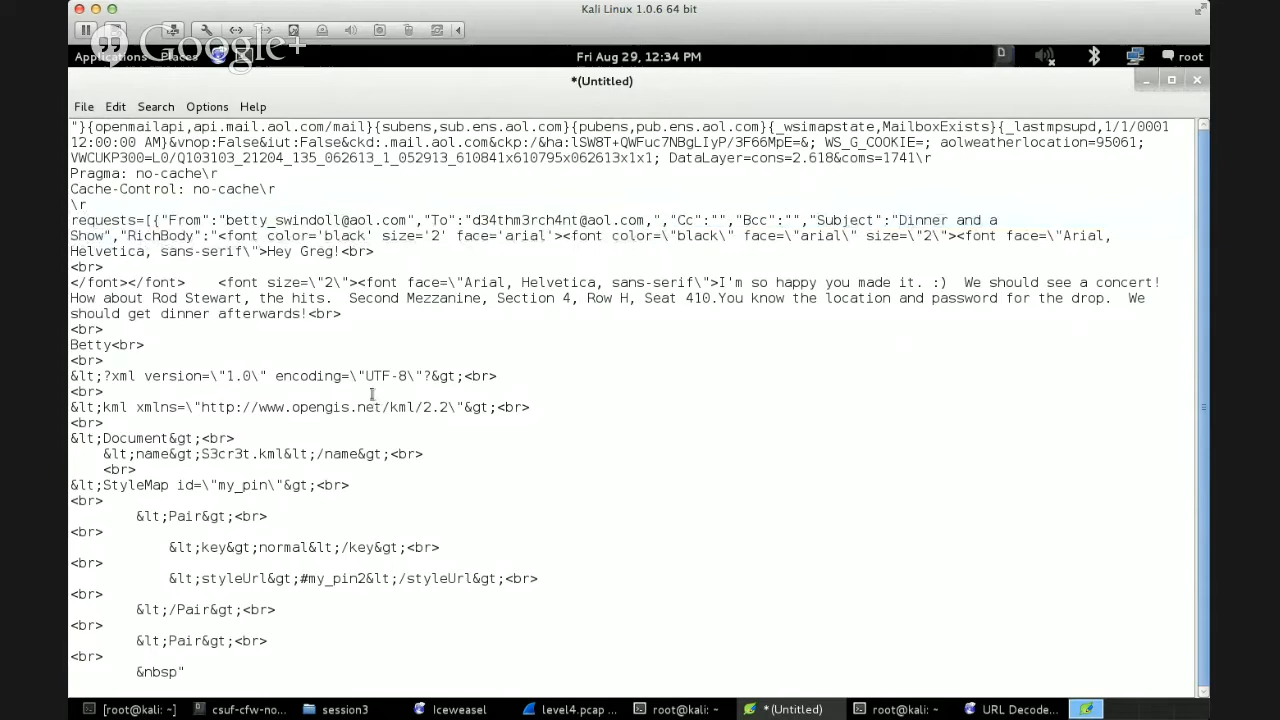 Kali Linux 1.0.6 64 bit
Google+
Applications Places Fri Aug 29, 12:34 PM root
*(Untitled)
File Edit Search Options Help
"}{openmailapi,api.mail.aol.com/mail}{subens,sub.ens.aol.com}{pubens,pub.ens.aol.com}{_wsimapstate,MailboxExists}{_lastmpsupd,1/1/0001
12:00:00 AM}&vnop:False&iut:False&ckd:.mail.aol.com&ckp:/&ha:lSW8T+QWFuc7NBgLIyP/3F66MpE=&; WS_G_COOKIE=; aolweatherlocation=95061;
VWCUKP300=L0/Q103103_21204_135_062613_1_052913_610841x610795x062613x1x1; DataLayer=cons=2.618&coms=1741\r
Pragma: no-cache\r
Cache-Control: no-cache\r
\r
requests=[{"From":"betty_swindoll@aol.com","To":"d34thm3rch4nt@aol.com,","Cc":"","Bcc":"","Subject":"Dinner and a
Show","RichBody":"<font color='black' size='2' face='arial'><font color=\"black\" face=\"arial\" size=\"2\"><font face=\"Arial,
Helvetica, sans-serif\">Hey Greg!<br>
<br>
</font></font>    <font size=\"2\"><font face=\"Arial, Helvetica, sans-serif\">I'm so happy you made it. :)  We should see a concert!
How about Rod Stewart, the hits.  Second Mezzanine, Section 4, Row H, Seat 410.You know the location and password for the drop.  We
should get dinner afterwards!<br>
<br>
Betty<br>
<br>
&lt;?xml version=\"1.0\" encoding=\"UTF-8\"?&gt;<br>
<br>
&lt;kml xmlns=\"http://www.opengis.net/kml/2.2\"&gt;<br>
<br>
&lt;Document&gt;<br>
&lt;name&gt;S3cr3t.kml&lt;/name&gt;<br>
<br>
&lt;StyleMap id=\"my_pin\"&gt;<br>
<br>
&lt;Pair&gt;<br>
<br>
&lt;key&gt;normal&lt;/key&gt;<br>
<br>
&lt;styleUrl&gt;#my_pin2&lt;/styleUrl&gt;<br>
<br>
&lt;/Pair&gt;<br>
<br>
&lt;Pair&gt;<br>
<br>
&nbsp"
[root@kali: ~] csuf-cfw-no... session3 Iceweasel level4.pcap ... root@kali: ~ *(Untitled) root@kali: ~ URL Decode...